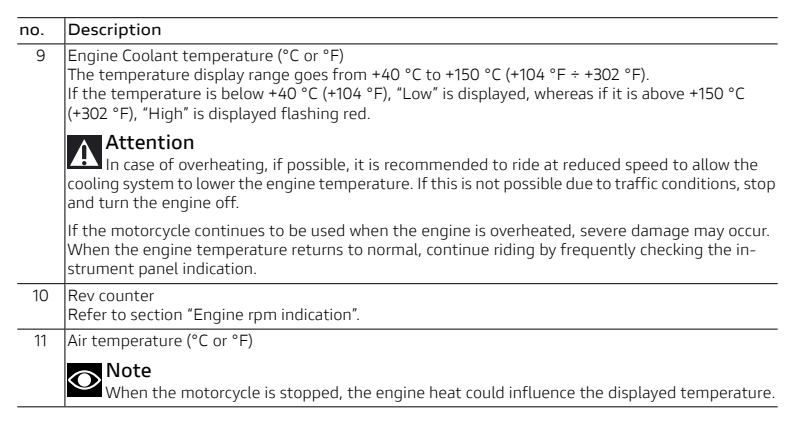 no. Description
9 Engine Coolant temperature (°C or °F)
The temperature display range goes from +40 °C to +150 °C (+104 °F ÷ +302 °F).
If the temperature is below +40 °C (+104 °F), “Low” is displayed, whereas if it is above +150 °C
(+302 °F), “High” is displayed flashing red.
Attention
In case of overheating, if possible, it is recommended to ride at reduced speed to allow the
cooling system to lower the engine temperature. If this is not possible due to traffic conditions, stop
and turn the engine off.
If the motorcycle continues to be used when the engine is overheated, severe damage may occur.
When the engine temperature returns to normal, continue riding by frequently checking the in-
strument panel indication.
10 Rev counter
Refer to section “Engine rpm indication”.
11 Air temperature (°C or °F)
Note
When the motorcycle is stopped, the engine heat could influence the displayed temperature.